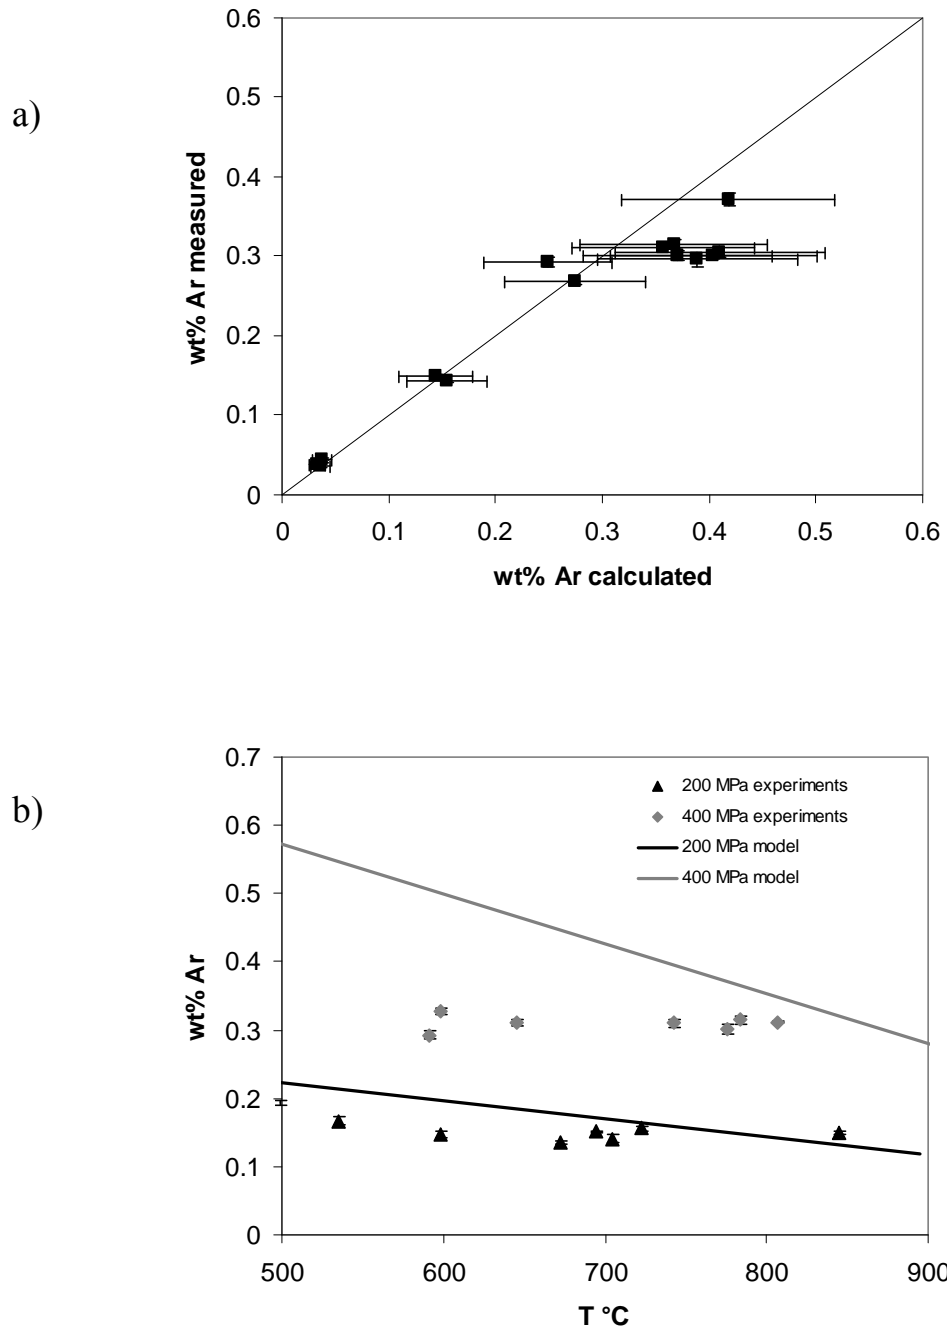 a)
0.6
0.5
0.4
0.3
0.2
0.1
0
wt% Ar measured
0 0.1 0.2 0.3 0.4 0.5 0.6
wt% Ar calculated
b)
0.7
0.6
0.5
0.4
0.3
0.2
0.1
0
wt% Ar
200 MPa experiments
400 MPa experiments
200 MPa model
400 MPa model
500 600 700 800 900
T °C